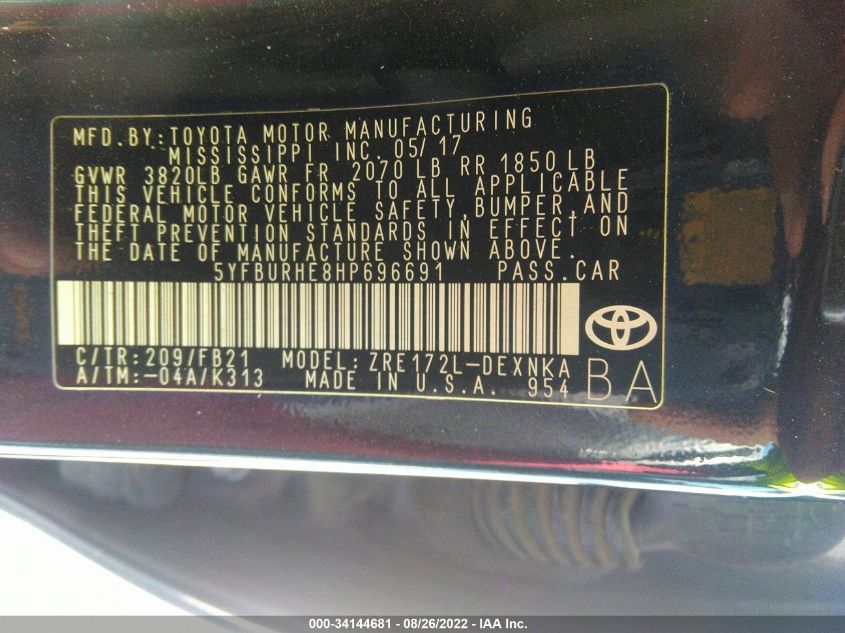 MFD.BY:TOYOTA MOTOR MANUFACTURING
MISSISSIPPI INC.05/17
GVWR 3820LB GAWR FR 2070 LB RR 1850 LB
THIS VEHICLE CONFORMS TO ALL APPLICABLE
FEDERAL MOTOR VEHICLE SAFETY,BUMPER,AND
THEFT PREVENTION STANDARDS IN EFFECT ON
THE DATE OF MANUFACTURE SHOWN ABOVE.
5YFBURHE8HP696691 PASS.CAR
C/TR:209/FB21 MODEL:ZRE172L-DEXNKA
A/TM:-04A/K313 MADE IN U.S.A. 954
BA
000-34144681 - 08/26/2022 - IAA Inc.